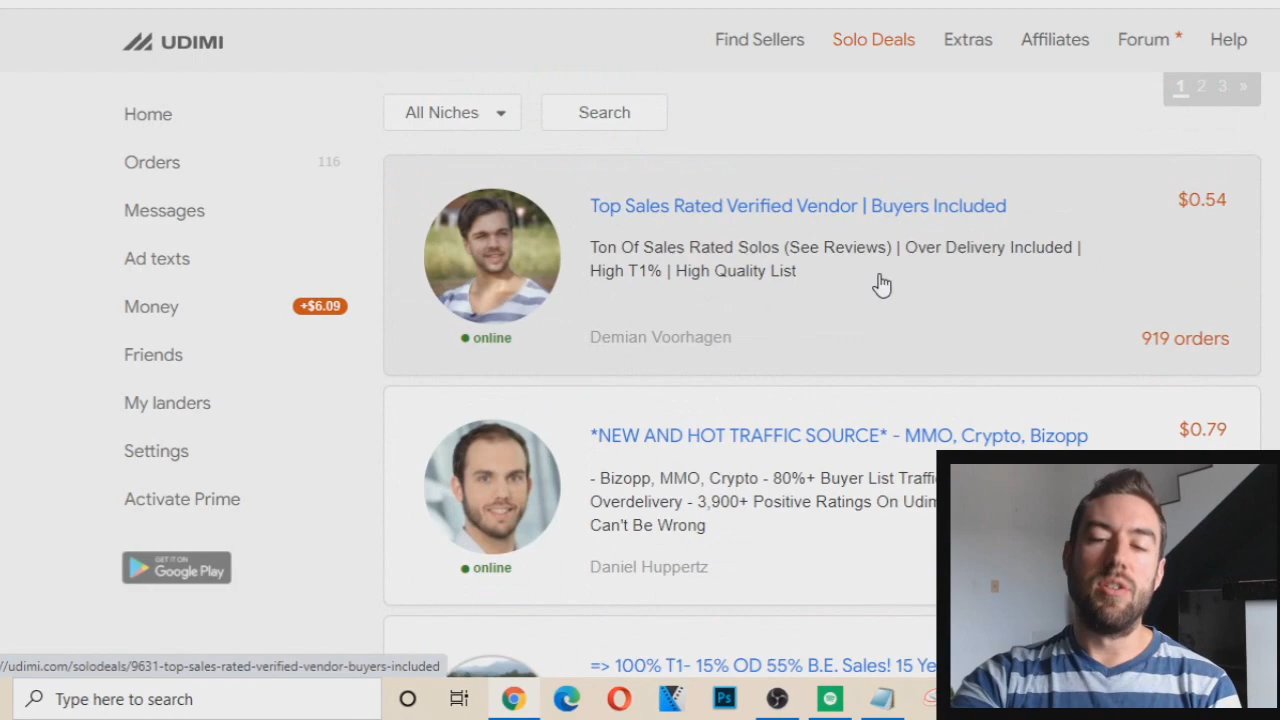 UDIMI
Find Sellers
Solo Deals
Extras
Affiliates
Forum *
Help
1 2 3 »
Home
Orders 116
Messages
Ad texts
Money +$6.09
Friends
My landers
Settings
Activate Prime
GET IT ON
Google Play
All Niches
Search
Top Sales Rated Verified Vendor | Buyers Included
$0.54
Ton Of Sales Rated Solos (See Reviews) | Over Delivery Included |
High T1% | High Quality List
online
Demian Voorhagen
919 orders
*NEW AND HOT TRAFFIC SOURCE* - MMO, Crypto, Bizopp
$0.79
- Bizopp, MMO, Crypto - 80%+ Buyer List Traffi
Overdelivery - 3,900+ Positive Ratings On Udim
Can't Be Wrong
online
Daniel Huppertz
=> 100% T1- 15% OD 55% B.E. Sales! 15 Ye
//udimi.com/solodeals/9631-top-sales-rated-verified-vendor-buyers-included
Type here to search
Ps